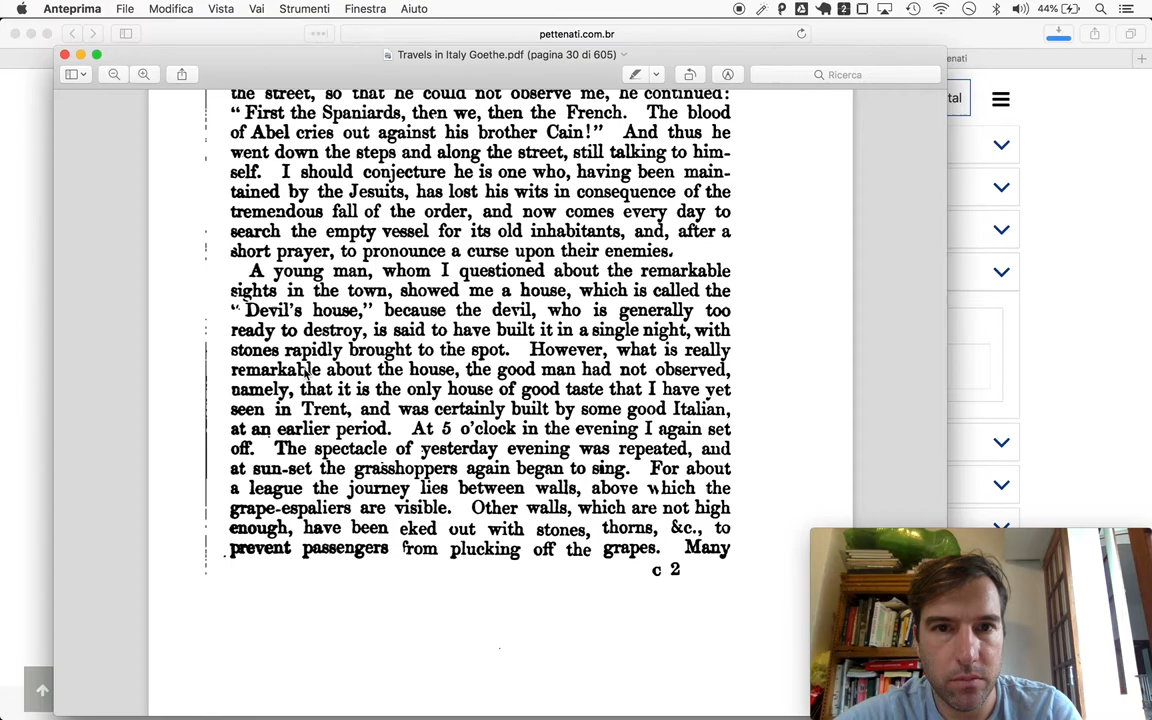 Anteprima File Modifica Vista Vai Strumenti Finestra Aiuto 2 44%
pettenati.com.br
Travels in Italy Goethe.pdf (pagina 30 di 605)
enati
Ricerca
tal
the street, so that he could not observe me, he continued:
“ First the Spaniards, then we, then the French. The blood
of Abel cries out against his brother Cain!” And thus he
went down the steps and along the street, still talking to him-
self. I should conjecture he is one who, having been main-
tained by the Jesuits, has lost his wits in consequence of the
tremendous fall of the order, and now comes every day to
search the empty vessel for its old inhabitants, and, after a
short prayer, to pronounce a curse upon their enemies.
A young man, whom I questioned about the remarkable
sights in the town, showed me a house, which is called the
“ Devil's house,” because the devil, who is generally too
ready to destroy, is said to have built it in a single night, with
stones rapidly brought to the spot. However, what is really
remarkable about the house, the good man had not observed,
namely, that it is the only house of good taste that I have yet
seen in Trent, and was certainly built by some good Italian,
at an earlier period. At 5 o'clock in the evening I again set
off. The spectacle of yesterday evening was repeated, and
at sun-set the grasshoppers again began to sing. For about
a league the journey lies between walls, above which the
grape-espaliers are visible. Other walls, which are not high
enough, have been eked out with stones, thorns, &c., to
prevent passengers from plucking off the grapes. Many
c 2